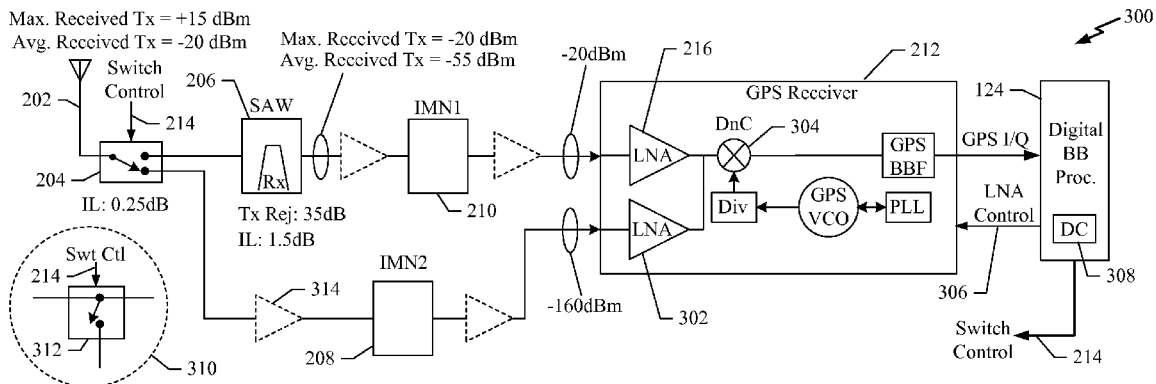 Max. Received Tx = +15 dBm
Avg. Received Tx = -20 dBm
Switch
Control
214
202
204
IL: 0.25dB
206
SAW
Rx
Tx Rej: 35dB
IL: 1.5dB
Max. Received Tx = -20 dBm
Avg. Received Tx = -55 dBm
IMN1
210
-20dBm
216
212
GPS Receiver
LNA
DnC
304
GPS
BBF
Div
GPS
VCO
PLL
LNA
302
300
124
GPS I/Q
Digital
BB
Proc.
LNA
Control
306
DC
308
Switch
Control
214
Swt Ctl
214
312
310
314
IMN2
208
-160dBm